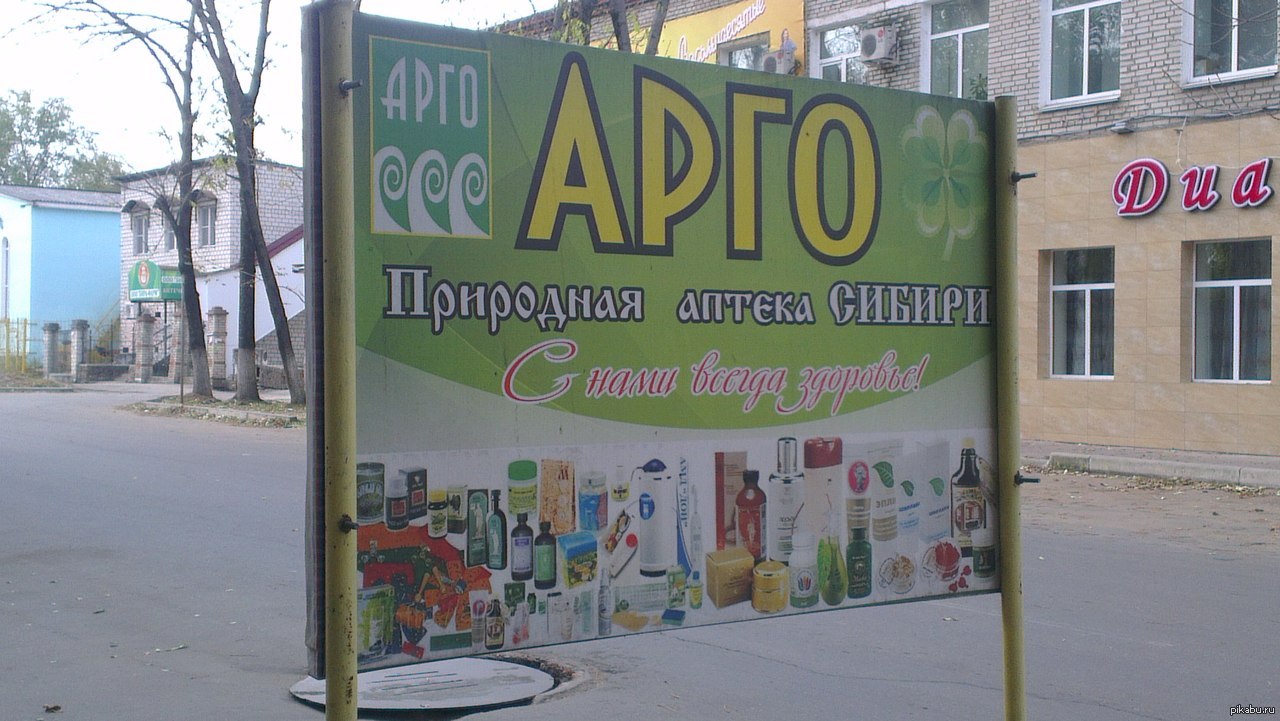 АРГО
АРГО
Природная аптека СИБИРИ
С нами всегда здоровье!
Диа
pikabu.ru